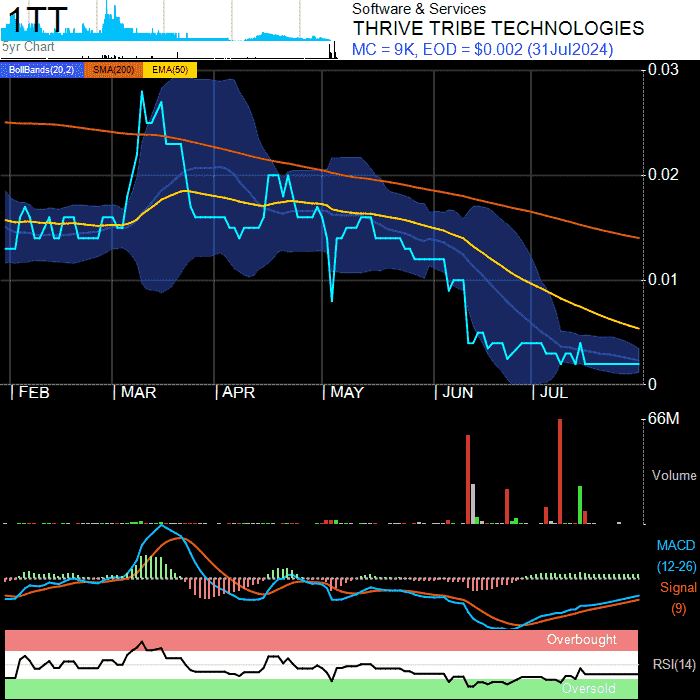 1TT
5yr Chart
Software & Services
THRIVE TRIBE TECHNOLOGIES
MC = 9K, EOD = $0.002 (31Jul2024)
BollBands(20,2) SMA(200) EMA(50)
0.03
0.02
0.01
0
FEB MAR APR MAY JUN JUL
66M
Volume
MACD
(12-26)
Signal
(9)
Overbought
RSI(14)
Oversold